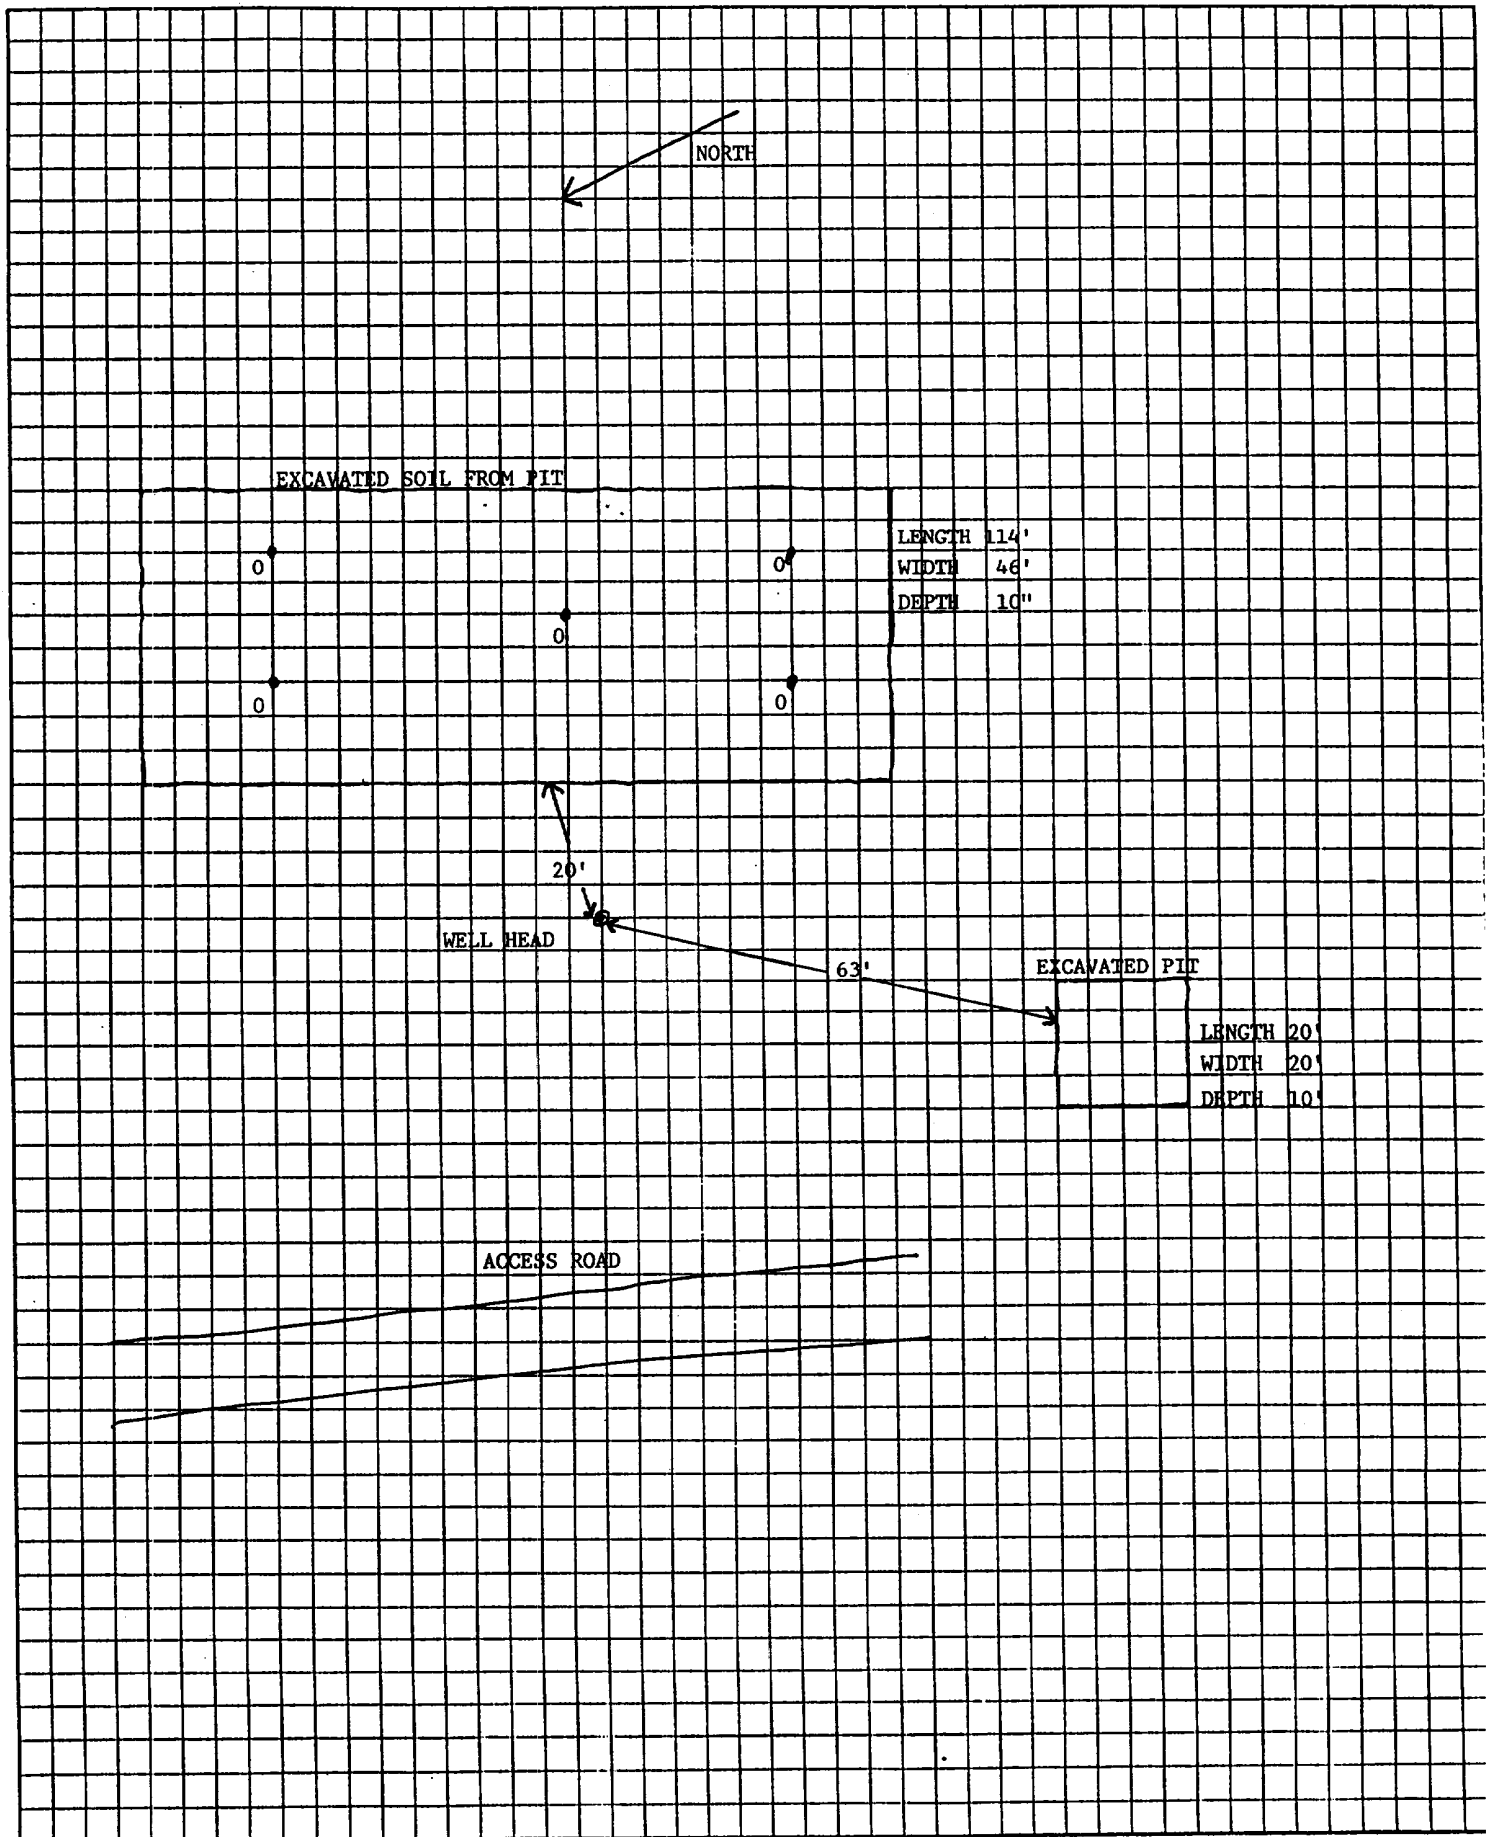 NORTH
EXCAVATED SOIL FROM PIT
LENGTH 114'
WIDTH 46'
DEPTH 10"
0
0
0
0
0
20'
WELL HEAD
63'
EXCAVATED PIT
LENGTH 20'
WIDTH 20'
DEPTH 10'
ACCESS ROAD